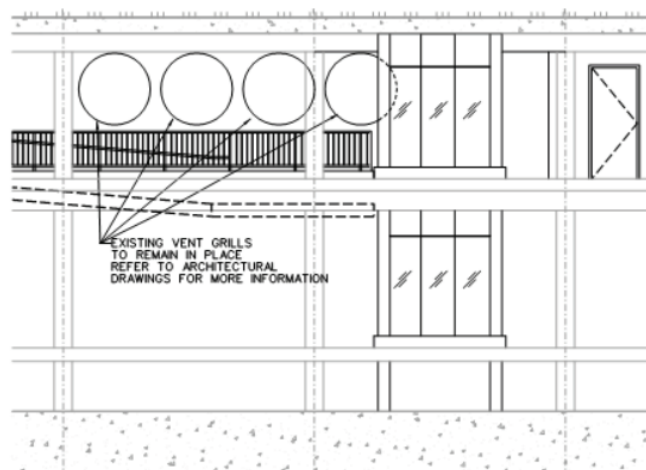 EXISTING VENT GRILLS
TO REMAIN IN PLACE
REFER TO ARCHITECTURAL
DRAWINGS FOR MORE INFORMATION